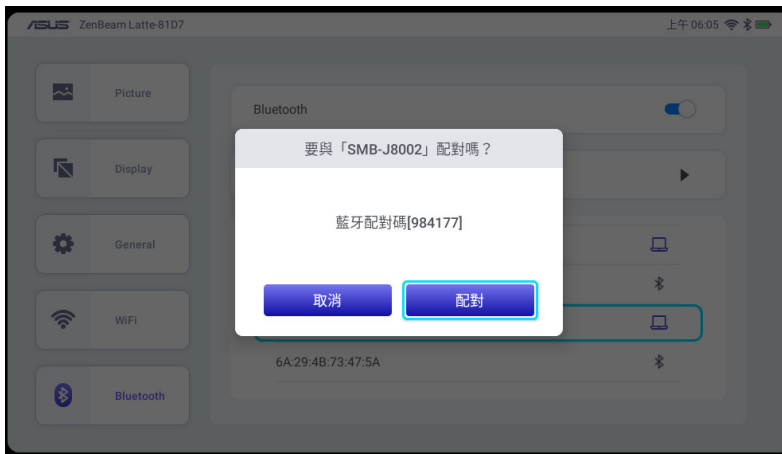 ASUS ZenBeam Latte-81D7
上午 06:05
Picture
Bluetooth
要與「SMB-J8002」配對嗎？
Display
藍牙配對碼[984177]
General
取消
配對
WiFi
6A:29:4B:73:47:5A
Bluetooth